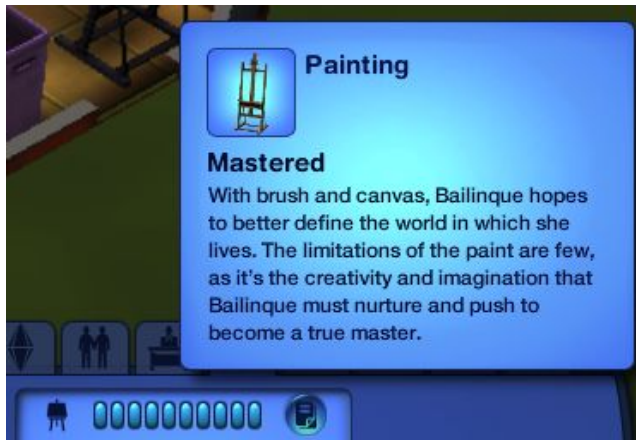 Painting
Mastered
With brush and canvas, Bailinque hopes
to better define the world in which she
lives. The limitations of the paint are few,
as it's the creativity and imagination that
Bailinque must nurture and push to
become a true master.